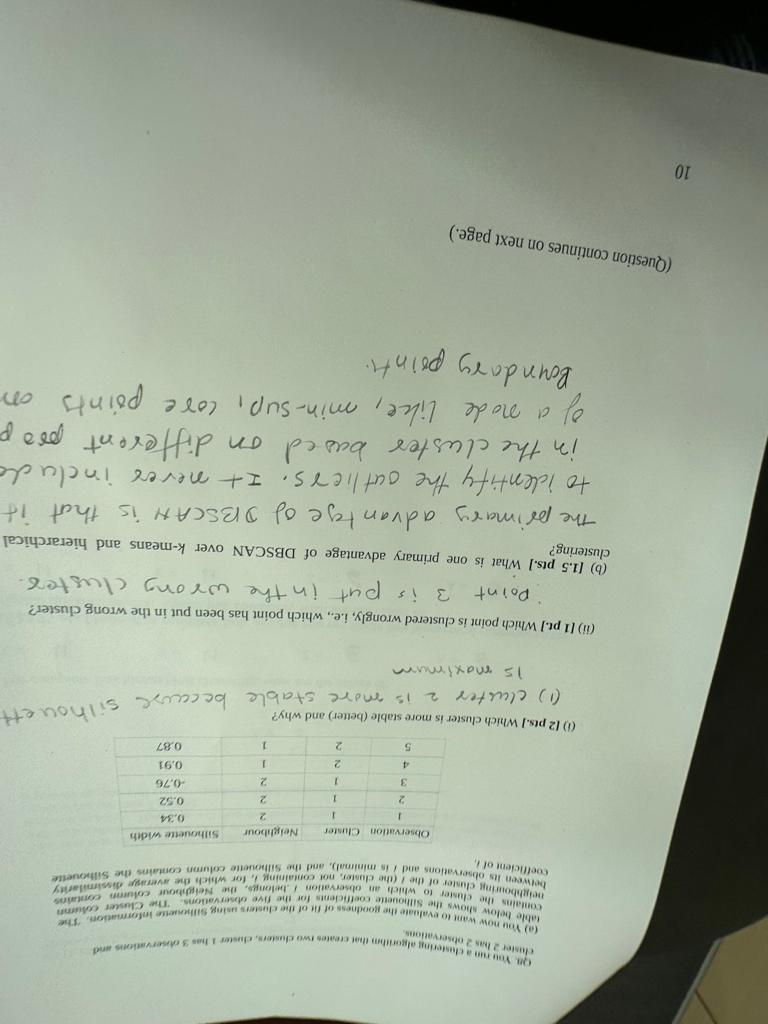 Q8. You run a clustering algorithm that creates two clusters, cluster 1 has 3 observations and
cluster 2 has 2 observations.
(a) You now want to evaluate the goodness of fit of the clusters using Silhouette information. The
table below shows the Silhouette coefficients for the five observations. The Cluster column
contains the cluster to which an observation i belongs, the Neighbour column contains
neighbouring cluster of the i (the cluster, not containing i, for which the average dissimilarity
between its observations and i is minimal), and the Silhouette column contains the Silhouette
coefficient of i.
Observation Cluster Neighbour Silhouette width
1 1 2 0.34
2 1 2 0.52
3 1 2 -0.76
4 2 1 0.91
5 2 1 0.87
(i) [2 pts.] Which cluster is more stable (better) and why?
(i) cluster 2 is more stable because silhouett
is maximum
(ii) [1 pt.] Which point is clustered wrongly, i.e., which point has been put in the wrong cluster?
point 3 is put in the wrong cluster.
(b) [1.5 pts.] What is one primary advantage of DBSCAN over k-means and hierarchical
clustering?
the primary advantage of DBSCAN is that it
to identify the outliers. It never include
in the cluster based on different
of a node like, min-sup, core points on
Boundary points.
(Question continues on next page.)
10